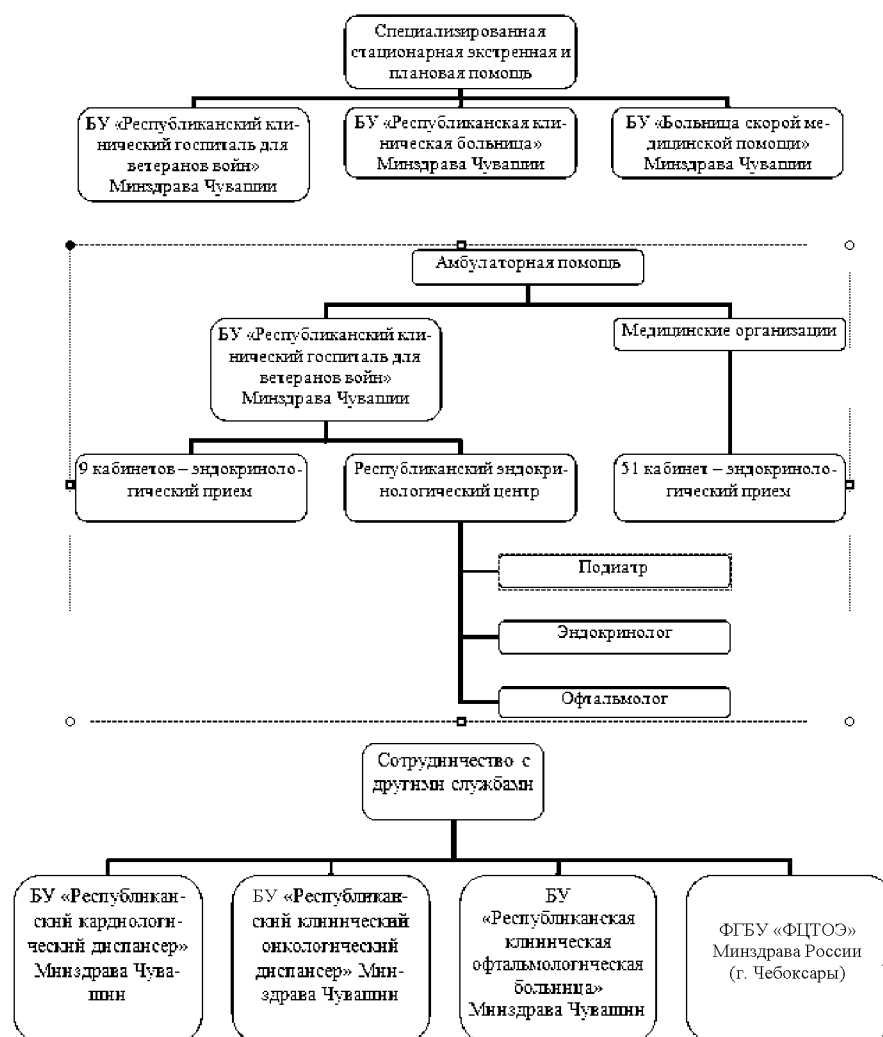 Специализированная
стационарная экстренная и
плановая помощь
БУ «Республиканский кли-
нический госпиталь для
ветеранов войн»
Минздрава Чувашии
БУ «Республиканская кли-
ническая больница»
Минздрава Чувашии
БУ «Больница скорой ме-
дицинской помощи»
Минздрава Чувашии
Амбулаторная помощь
БУ «Республиканский кли-
нический госпиталь для
ветеранов войн»
Минздрава Чувашии
Медицинские организации
9 кабинетов – эндокриноло-
гический прием
Республиканский эндокри-
нологический центр
51 кабинет – эндокриноло-
гический прием
Подиатр
Эндокринолог
Офтальмолог
Сотрудничество с
другими службами
БУ «Республикан-
ский кардиологи-
ческий диспансер»
Минздрава Чува-
шии
БУ «Республикан-
ский клинический
онкологический
диспансер» Мин-
здрава Чувашии
БУ
«Республиканская
клиническая
офтальмологическая
больница»
Минздрава Чувашии
ФГБУ «ФЦТОЭ»
Минздрава России
(г. Чебоксары)